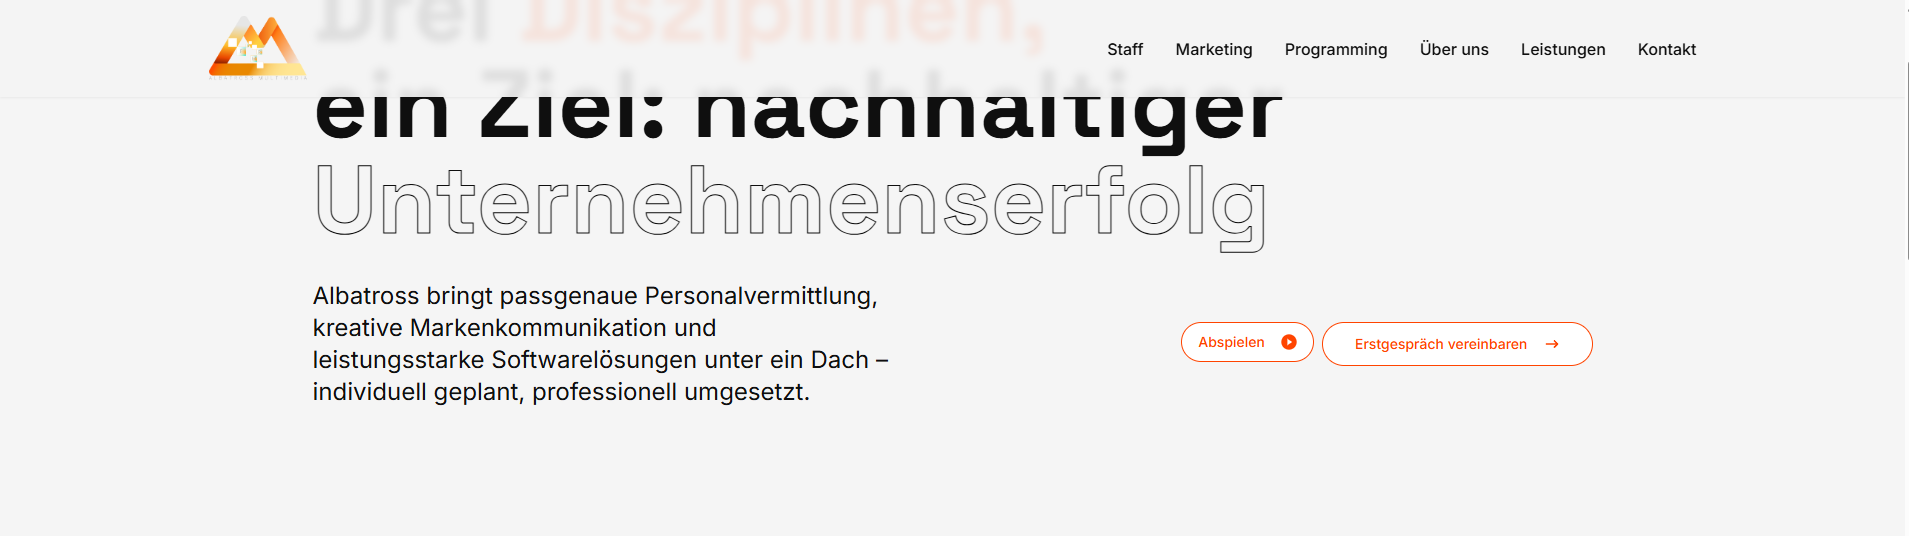 Drei Disziplinen,
Staff Marketing Programming Über uns Leistungen Kontakt
ein Ziel: nachhaltiger
Unternehmenserfolg
Albatross bringt passgenaue Personalvermittlung,
kreative Markenkommunikation und
leistungsstarke Softwarelösungen unter ein Dach –
individuell geplant, professionell umgesetzt.
Abspielen
Erstgespräch vereinbaren